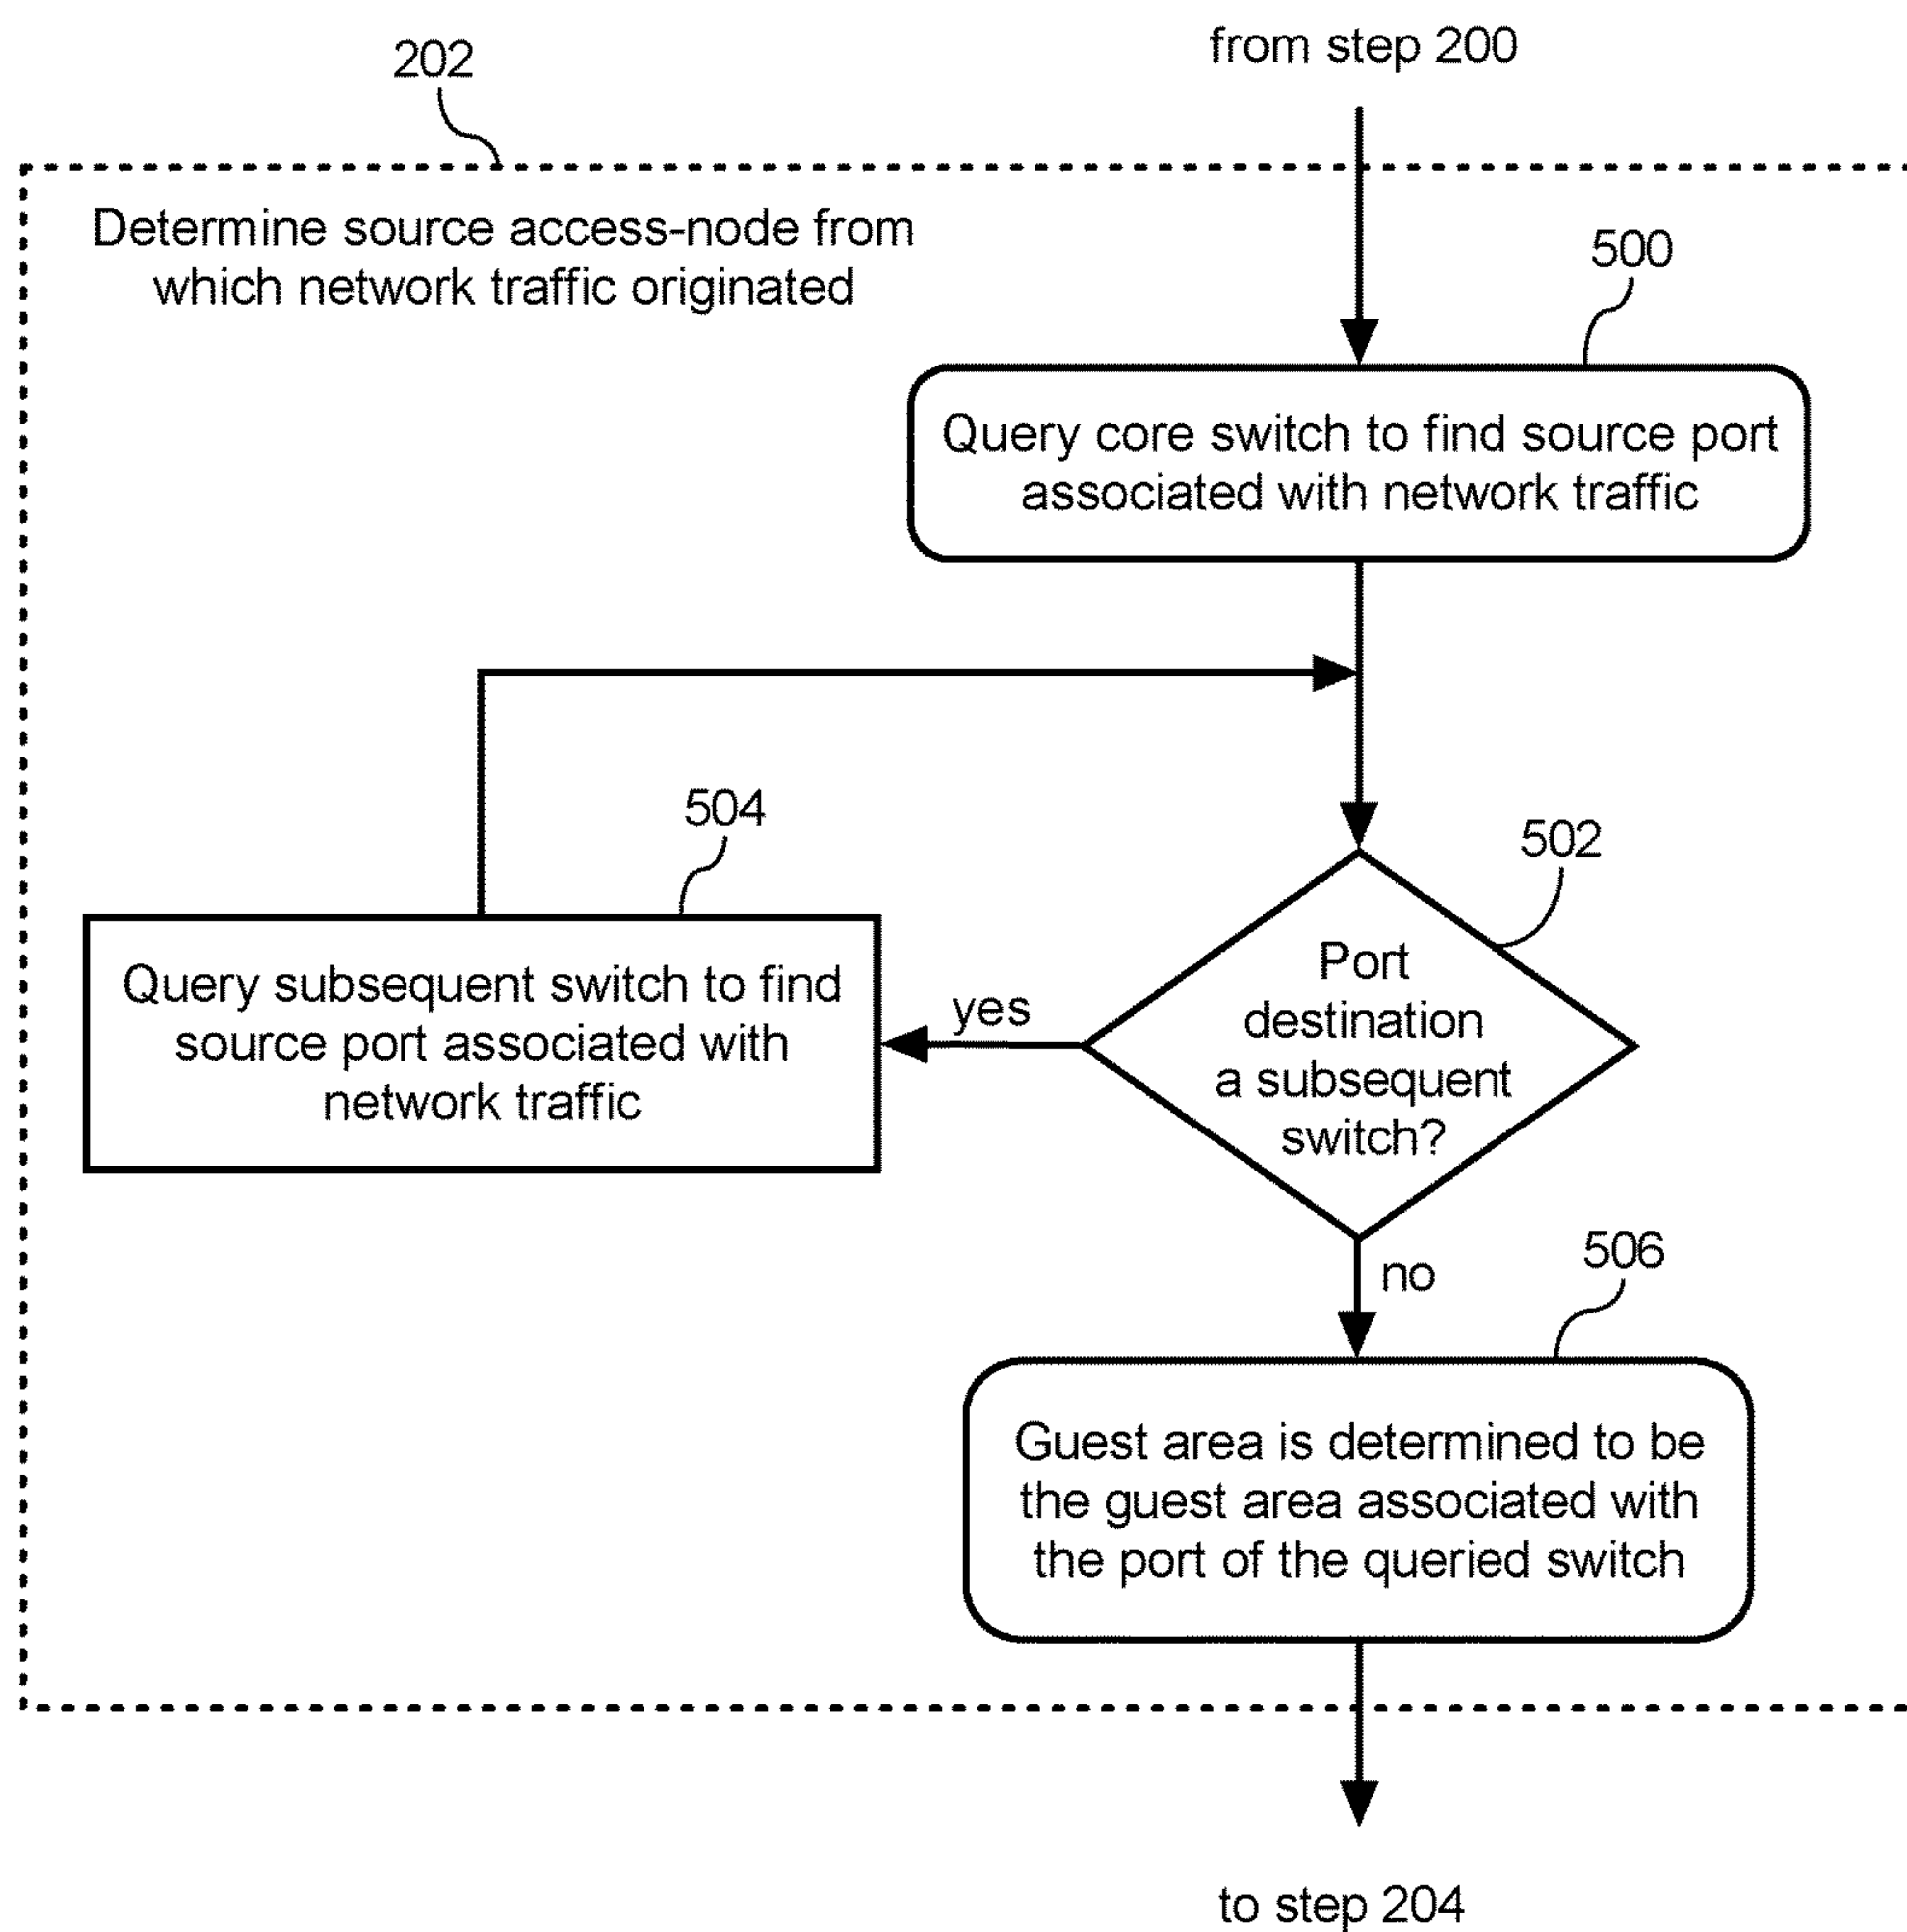 from step 200
202
Determine source access-node from
which network traffic originated
500
Query core switch to find source port
associated with network traffic
504
502
Query subsequent switch to find
source port associated with
network traffic
yes
Port
destination
a subsequent
switch?
no
506
Guest area is determined to be
the guest area associated with
the port of the queried switch
to step 204